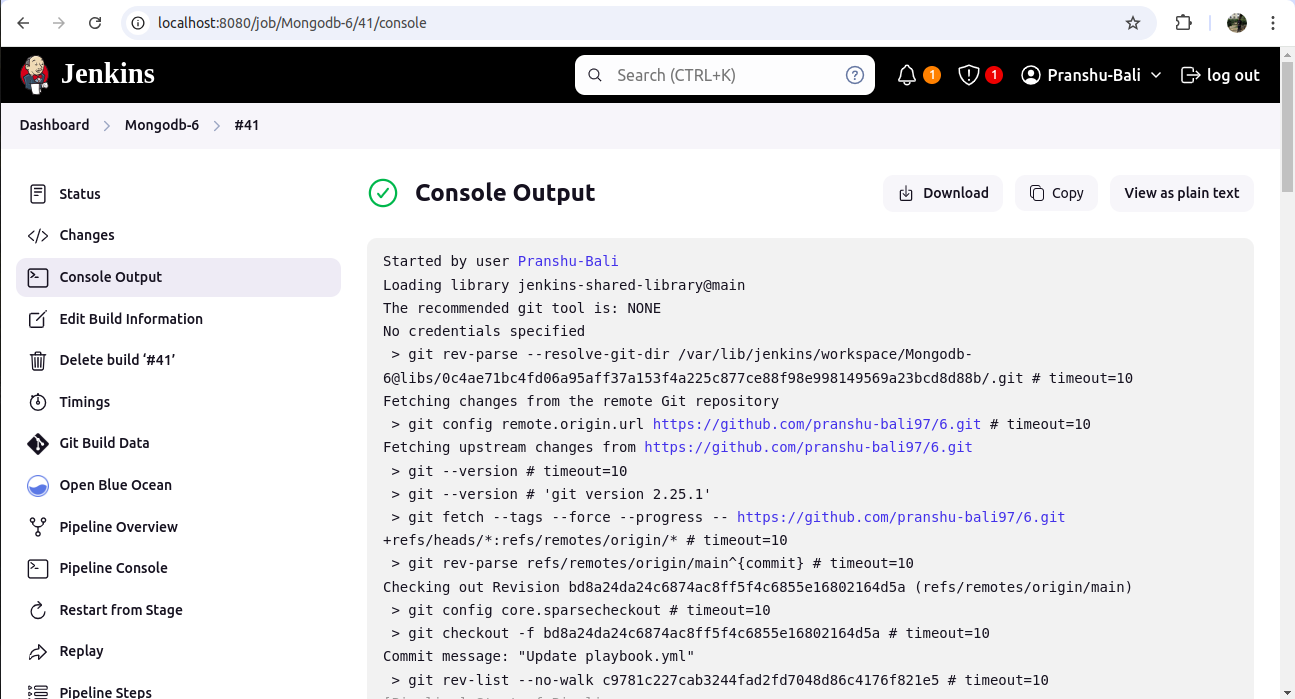 localhost:8080/job/Mongodb-6/41/console
Jenkins
Search (CTRL+K)
?
1
1
Pranshu-Bali
log out
Dashboard
Mongodb-6
#41
Status
Changes
Console Output
Edit Build Information
Delete build ‘#41’
Timings
Git Build Data
Open Blue Ocean
Pipeline Overview
Pipeline Console
Restart from Stage
Replay
Pipeline Steps
Console Output
Download
Copy
View as plain text
Started by user Pranshu-Bali
Loading library jenkins-shared-library@main
The recommended git tool is: NONE
No credentials specified
 > git rev-parse --resolve-git-dir /var/lib/jenkins/workspace/Mongodb-
6@libs/0c4ae71bc4fd06a95aff37a153f4a225c877ce88f98e998149569a23bcd8d88b/.git # timeout=10
Fetching changes from the remote Git repository
 > git config remote.origin.url https://github.com/pranshu-bali97/6.git # timeout=10
Fetching upstream changes from https://github.com/pranshu-bali97/6.git
 > git --version # timeout=10
 > git --version # 'git version 2.25.1'
 > git fetch --tags --force --progress -- https://github.com/pranshu-bali97/6.git
+refs/heads/*:refs/remotes/origin/* # timeout=10
 > git rev-parse refs/remotes/origin/main^{commit} # timeout=10
Checking out Revision bd8a24da24c6874ac8ff5f4c6855e16802164d5a (refs/remotes/origin/main)
 > git config core.sparsecheckout # timeout=10
 > git checkout -f bd8a24da24c6874ac8ff5f4c6855e16802164d5a # timeout=10
Commit message: "Update playbook.yml"
 > git rev-list --no-walk c9781c227cab3244fad2fd7048d86c4176f821e5 # timeout=10